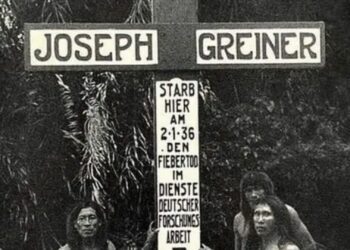 JOSEPH GREINER
STARB
HIER
AM
2·1·36
DEN
FIEBERTOD
IM
DIENSTE
DEUTSCHER
FORSCHUNGS
ARBEIT